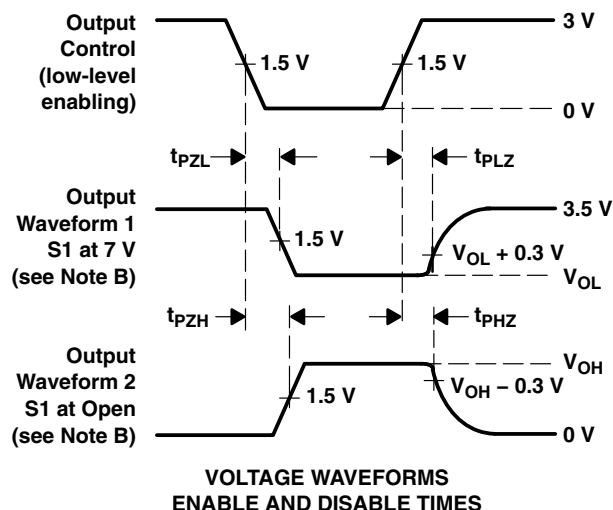 Output
Control
(low-level
enabling)
1.5 V
1.5 V
3 V
0 V
tPZL
tPLZ
Output
Waveform 1
S1 at 7 V
(see Note B)
1.5 V
3.5 V
VOL + 0.3 V
VOL
tPZH
tPHZ
Output
Waveform 2
S1 at Open
(see Note B)
1.5 V
VOH
VOH − 0.3 V
0 V
VOLTAGE WAVEFORMS
ENABLE AND DISABLE TIMES